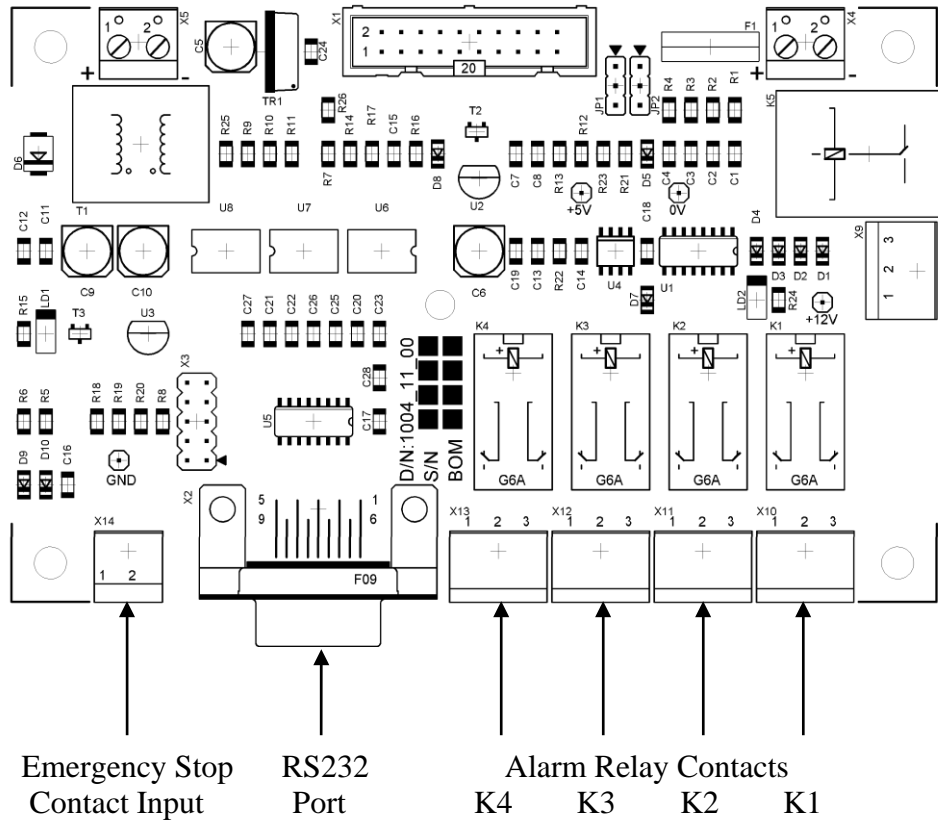 X5 1 2 + -
C5
TR1
C24
X1 2 1 20
JP1
JP2
F1
X4 1 2 + -
R26
R4 R3 R2 R1
K5
D6
R25 R9 R10 R11
R7 R14 R17 C15 R16
D8
T2
U2
C7 C8 R13 R12 R23 R21 D5
C4 C3 C2 C1
+5V
0V
T1
U8 U7 U6
C12 C11
C9 C10
C6
C19 C13 R22 C14
U4
C18
U1
D4 D3 D2 D1
X9 3 2 1
R15 LD1
T3
U3
D7
LD2 R24
+12V
C27 C21 C22 C26 C25 C20 C23
K4 K3 K2 K1
+ + + +
X3
C28
R6 R5
R18 R19 R20 R8
U5
C17
D/N:1004_11_00
S/N
BOM
G6A G6A G6A G6A
D9 D10 C16
GND
X2 5 1
9 6
F09
X14 1 2
X13 1 2 3
X12 1 2 3
X11 1 2 3
X10 1 2 3
Emergency Stop
Contact Input
RS232
Port
Alarm Relay Contacts
K4 K3 K2 K1